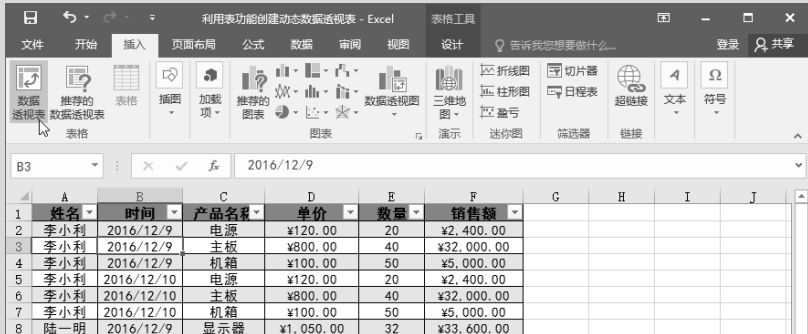 利用表功能创建动态数据透视表 - Excel 表格工具
文件 开始 插入 页面布局 公式 数据 审阅 视图 设计 告诉我您想要做什么... 登录 共享
数据透视表 推荐的数据透视表 表格 插图 加载项 推荐的图表 数据透视图 三维地图 折线图 柱形图 盈亏 切片器 日程表 超链接 文本 符号
表格 图表 演示 迷你图 筛选器 链接
B3 fx 2016/12/9
A B C D E F G H I J
1 姓名 时间 产品名称 单价 数量 销售额
2 李小利 2016/12/9 电源 ¥120.00 20 ¥2,400.00
3 李小利 2016/12/9 主板 ¥800.00 40 ¥32,000.00
4 李小利 2016/12/9 机箱 ¥100.00 50 ¥5,000.00
5 李小利 2016/12/10 电源 ¥120.00 20 ¥2,400.00
6 李小利 2016/12/10 主板 ¥800.00 40 ¥32,000.00
7 李小利 2016/12/10 机箱 ¥100.00 50 ¥5,000.00
8 陆一明 2016/12/9 显示器 ¥1,050.00 32 ¥33,600.00